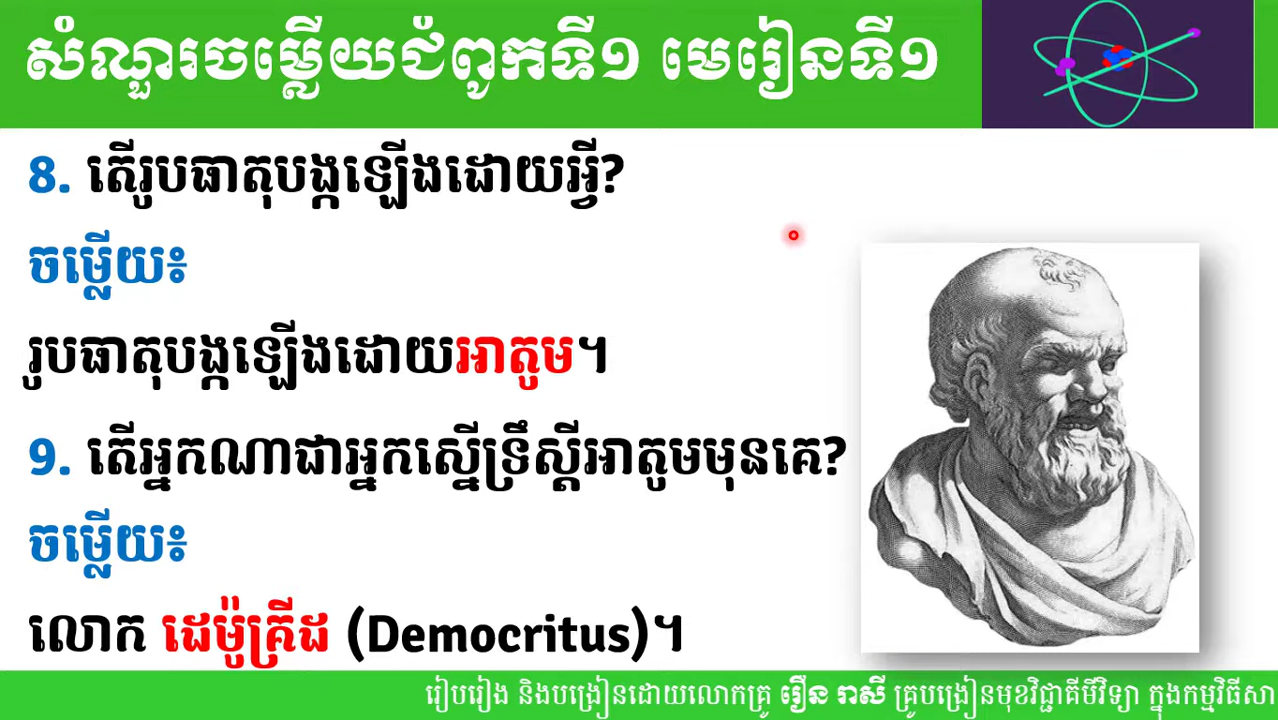 សំណួរចម្លើយជំពូកទី១ មេរៀនទី១
8. តើរូបធាតុបង្កឡើងដោយអ្វី?
ចម្លើយ៖
រូបធាតុបង្កឡើងដោយអាតូម។
9. តើអ្នកណាជាអ្នកស្នើទ្រឹស្តីអាតូមមុនគេ?
ចម្លើយ៖
លោក ដេម៉ូគ្រីដ (Democritus)។
រៀបរៀង និងបង្រៀនដោយលោកគ្រូ រឿន រាសី គ្រូបង្រៀនមុខវិជ្ជាគីមីវិទ្យា ក្នុងកម្មវិធីសា